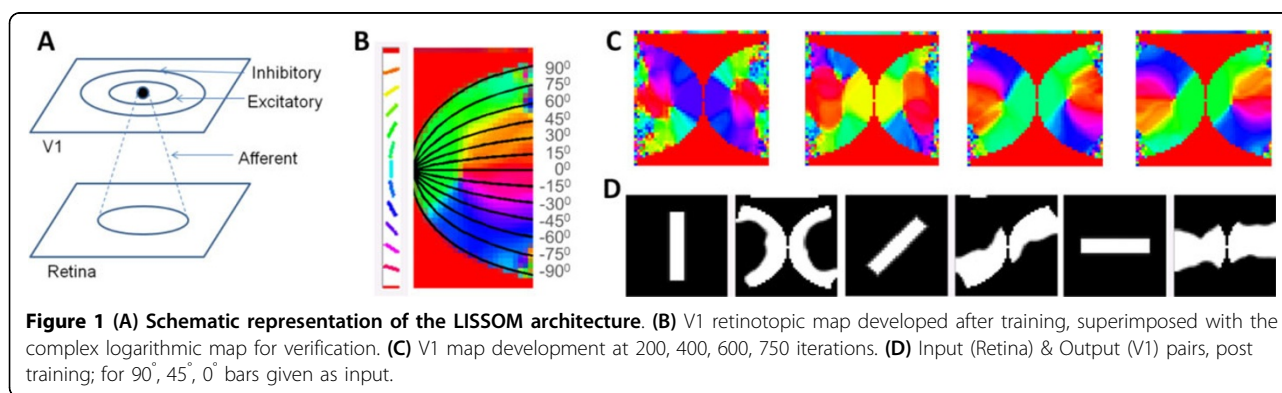 A
Inhibitory
Excitatory
V1
Afferent
Retina
B
90⁰
75⁰
60⁰
45⁰
30⁰
15⁰
0⁰
-15⁰
-30⁰
-45⁰
-60⁰
-75⁰
-90⁰
C
D
Figure 1 (A) Schematic representation of the LISSOM architecture. (B) V1 retinotopic map developed after training, superimposed with the
complex logarithmic map for verification. (C) V1 map development at 200, 400, 600, 750 iterations. (D) Input (Retina) & Output (V1) pairs, post
training; for 90°, 45°, 0° bars given as input.